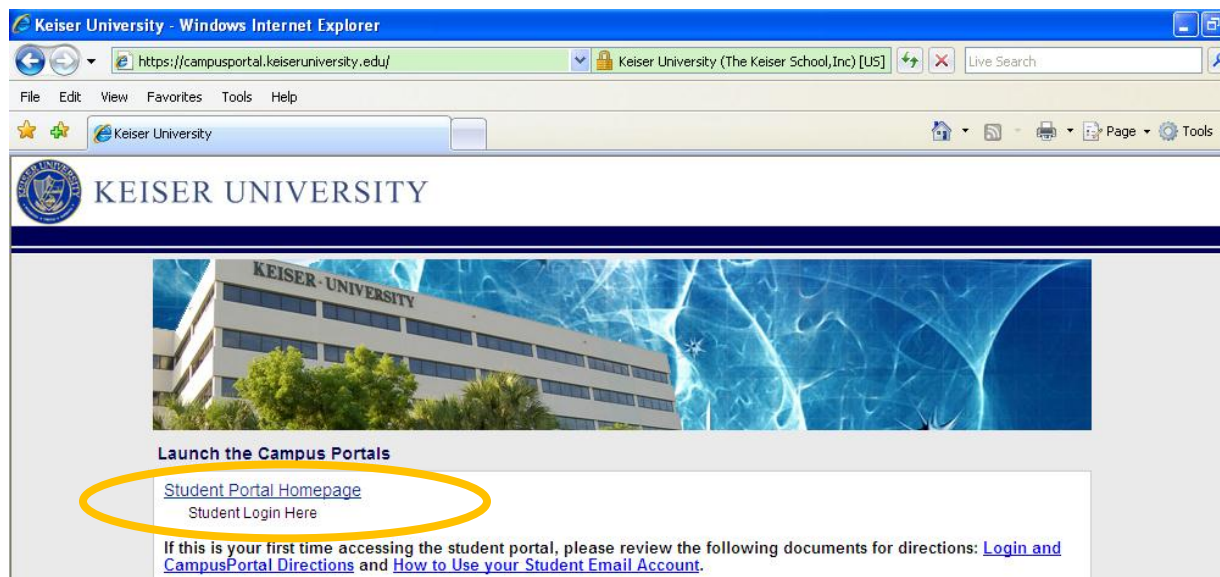 Keiser University - Windows Internet Explorer
https://campusportal.keiseruniversity.edu/
Keiser University (The Keiser School,Inc) [US]
Live Search
File Edit View Favorites Tools Help
Keiser University
Page
Tools
KEISER UNIVERSITY
KEISER·UNIVERSITY
Launch the Campus Portals
Student Portal Homepage
Student Login Here
If this is your first time accessing the student portal, please review the following documents for directions: Login and
CampusPortal Directions and How to Use your Student Email Account.